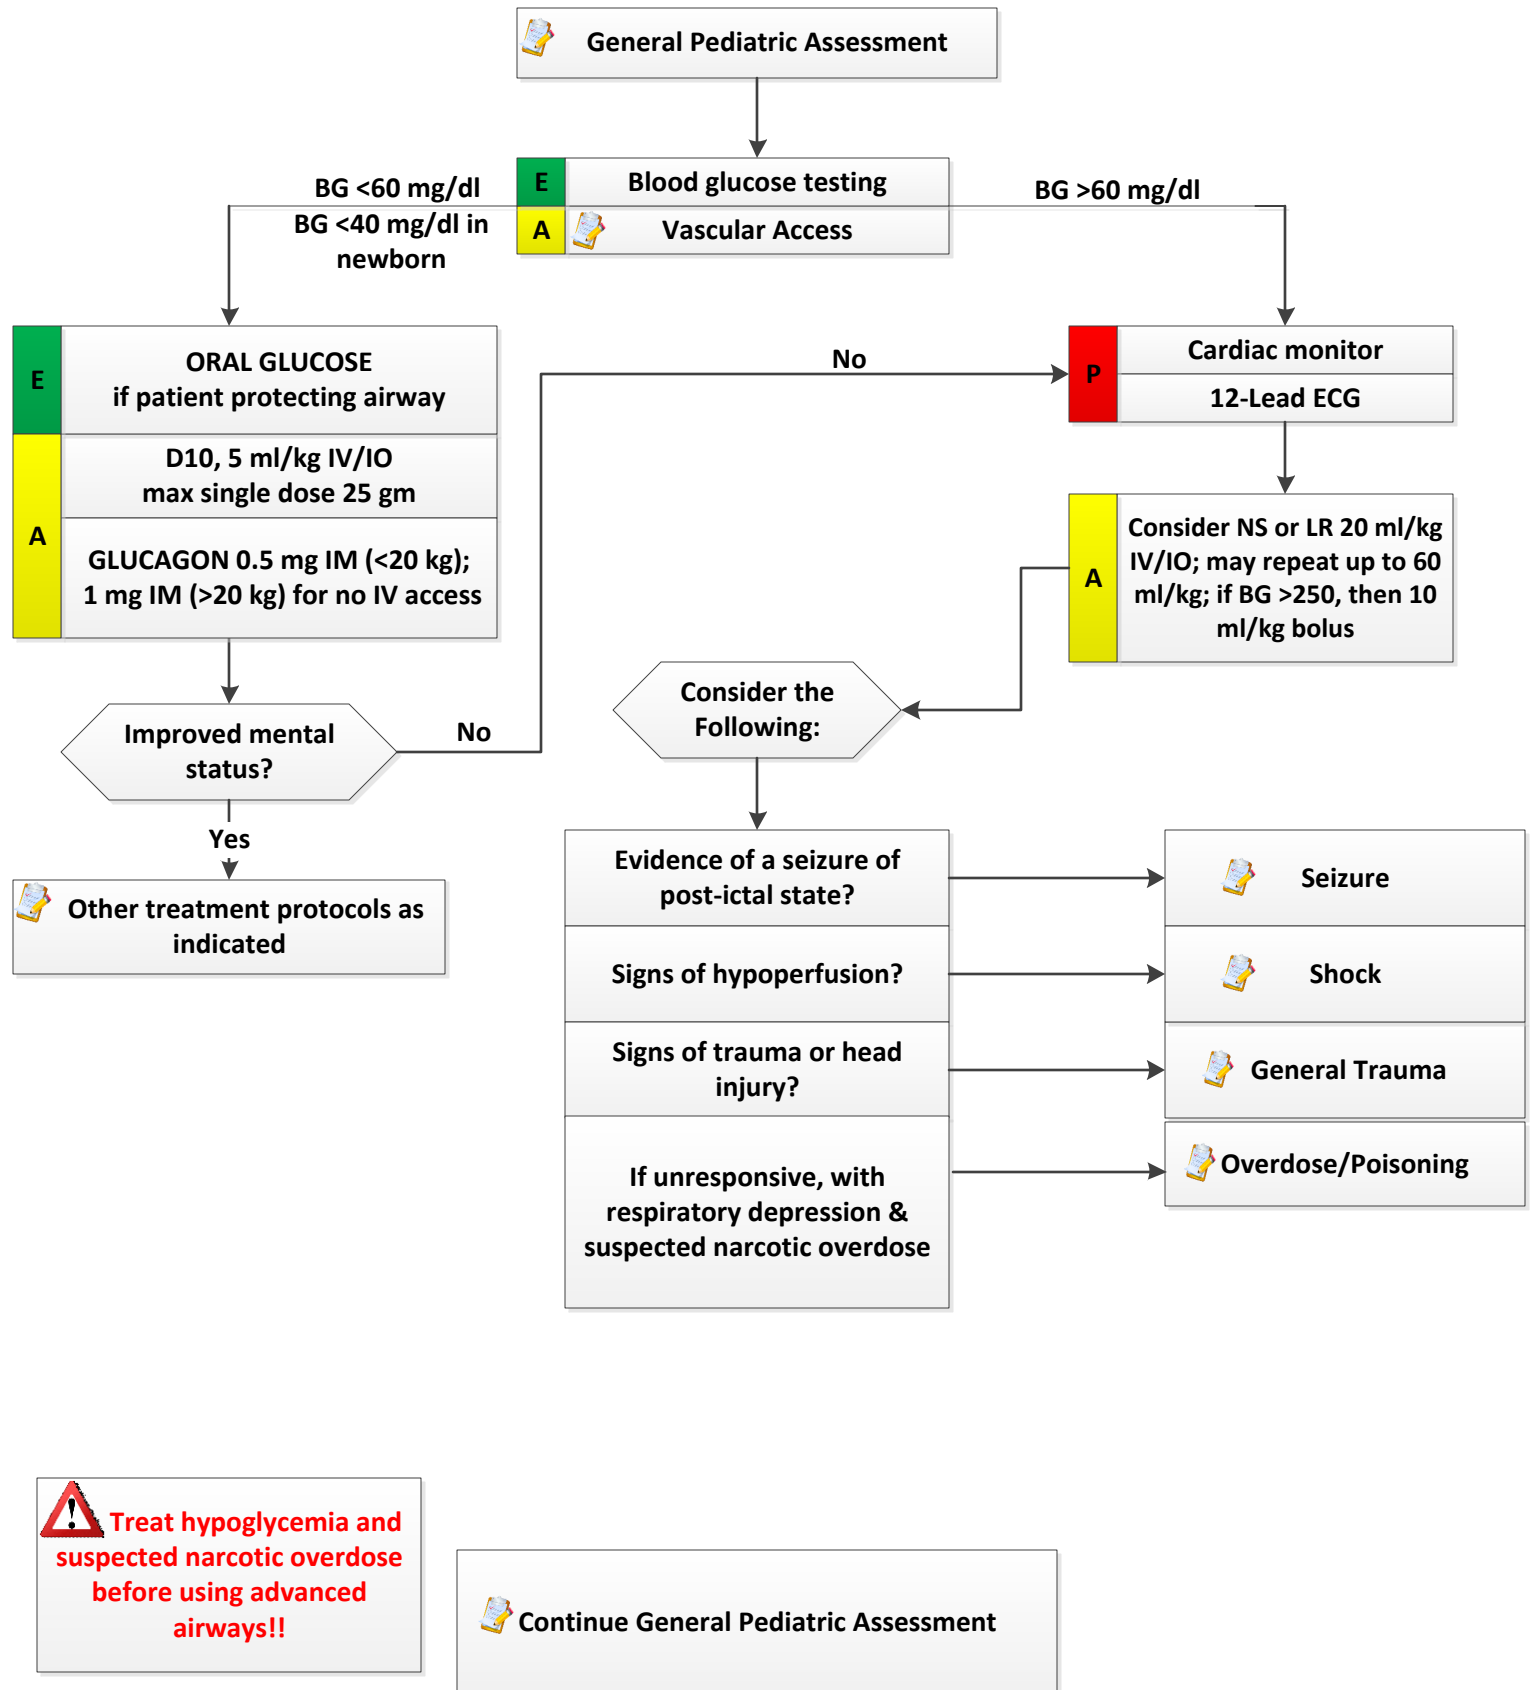 General Pediatric Assessment
BG <60 mg/dl
BG <40 mg/dl in
newborn
E
Blood glucose testing
A
Vascular Access
BG >60 mg/dl
E
ORAL GLUCOSE
if patient protecting airway
A
D10, 5 ml/kg IV/IO
max single dose 25 gm
GLUCAGON 0.5 mg IM (<20 kg);
1 mg IM (>20 kg) for no IV access
No
P
Cardiac monitor
12-Lead ECG
A
Consider NS or LR 20 ml/kg
IV/IO; may repeat up to 60
ml/kg; if BG >250, then 10
ml/kg bolus
Improved mental
status?
No
Yes
Other treatment protocols as
indicated
Consider the
Following:
Evidence of a seizure of
post-ictal state?
Seizure
Signs of hypoperfusion?
Shock
Signs of trauma or head
injury?
General Trauma
If unresponsive, with
respiratory depression &
suspected narcotic overdose
Overdose/Poisoning
Treat hypoglycemia and
suspected narcotic overdose
before using advanced
airways!!
Continue General Pediatric Assessment